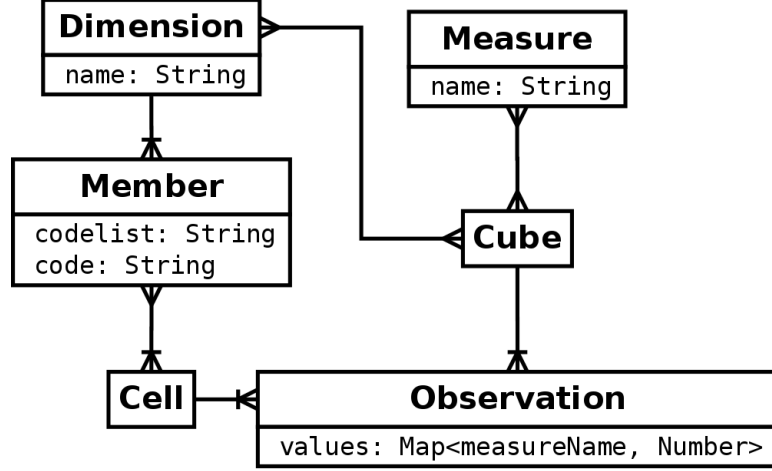 Dimension
name: String
Measure
name: String
Member
codelist: String
code: String
Cube
Cell
Observation
values: Map<measureName, Number>